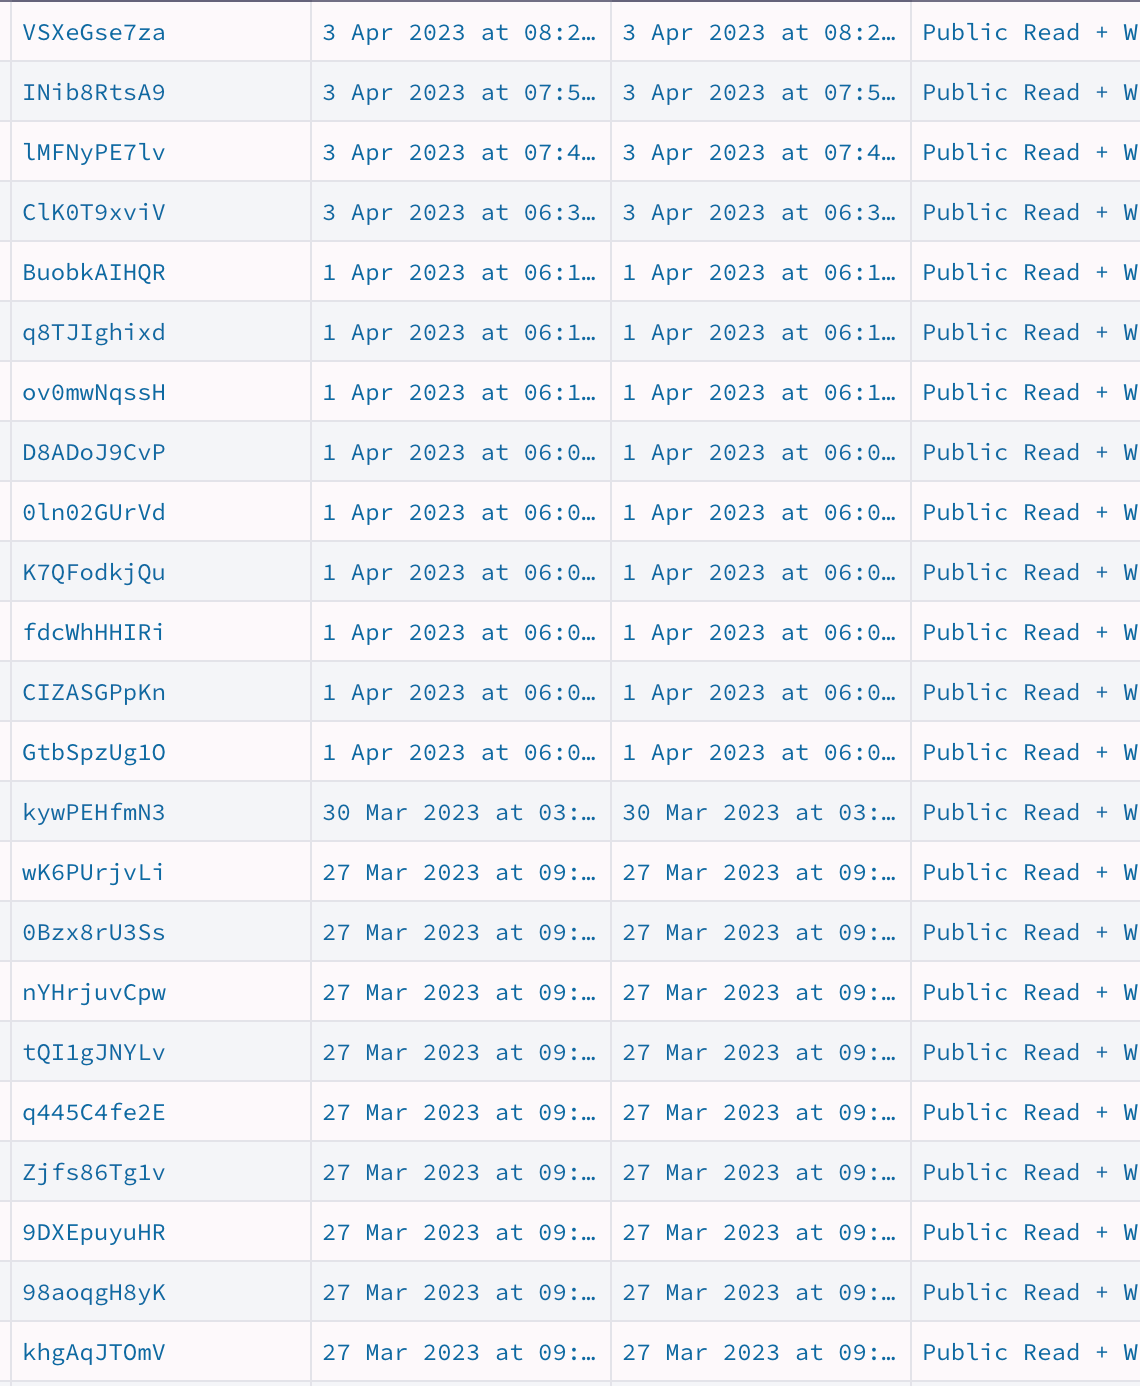 VSXeGse7za 3 Apr 2023 at 08:2… 3 Apr 2023 at 08:2… Public Read + W
INib8RtsA9 3 Apr 2023 at 07:5… 3 Apr 2023 at 07:5… Public Read + W
lMFNyPE7lv 3 Apr 2023 at 07:4… 3 Apr 2023 at 07:4… Public Read + W
ClK0T9xviV 3 Apr 2023 at 06:3… 3 Apr 2023 at 06:3… Public Read + W
BuobkAIHQR 1 Apr 2023 at 06:1… 1 Apr 2023 at 06:1… Public Read + W
q8TJIghixd 1 Apr 2023 at 06:1… 1 Apr 2023 at 06:1… Public Read + W
ov0mwNqssH 1 Apr 2023 at 06:1… 1 Apr 2023 at 06:1… Public Read + W
D8ADoJ9CvP 1 Apr 2023 at 06:0… 1 Apr 2023 at 06:0… Public Read + W
0ln02GUrVd 1 Apr 2023 at 06:0… 1 Apr 2023 at 06:0… Public Read + W
K7QFodkjQu 1 Apr 2023 at 06:0… 1 Apr 2023 at 06:0… Public Read + W
fdcWhHHIRi 1 Apr 2023 at 06:0… 1 Apr 2023 at 06:0… Public Read + W
CIZASGPpKn 1 Apr 2023 at 06:0… 1 Apr 2023 at 06:0… Public Read + W
GtbSpzUg1O 1 Apr 2023 at 06:0… 1 Apr 2023 at 06:0… Public Read + W
kywPEHfmN3 30 Mar 2023 at 03:… 30 Mar 2023 at 03:… Public Read + W
wK6PUrjvLi 27 Mar 2023 at 09:… 27 Mar 2023 at 09:… Public Read + W
0Bzx8rU3Ss 27 Mar 2023 at 09:… 27 Mar 2023 at 09:… Public Read + W
nYHrjuvCpw 27 Mar 2023 at 09:… 27 Mar 2023 at 09:… Public Read + W
tQI1gJNYLv 27 Mar 2023 at 09:… 27 Mar 2023 at 09:… Public Read + W
q445C4fe2E 27 Mar 2023 at 09:… 27 Mar 2023 at 09:… Public Read + W
Zjfs86Tg1v 27 Mar 2023 at 09:… 27 Mar 2023 at 09:… Public Read + W
9DXEpuyuHR 27 Mar 2023 at 09:… 27 Mar 2023 at 09:… Public Read + W
98aoqgH8yK 27 Mar 2023 at 09:… 27 Mar 2023 at 09:… Public Read + W
khgAqJTOmV 27 Mar 2023 at 09:… 27 Mar 2023 at 09:… Public Read + W